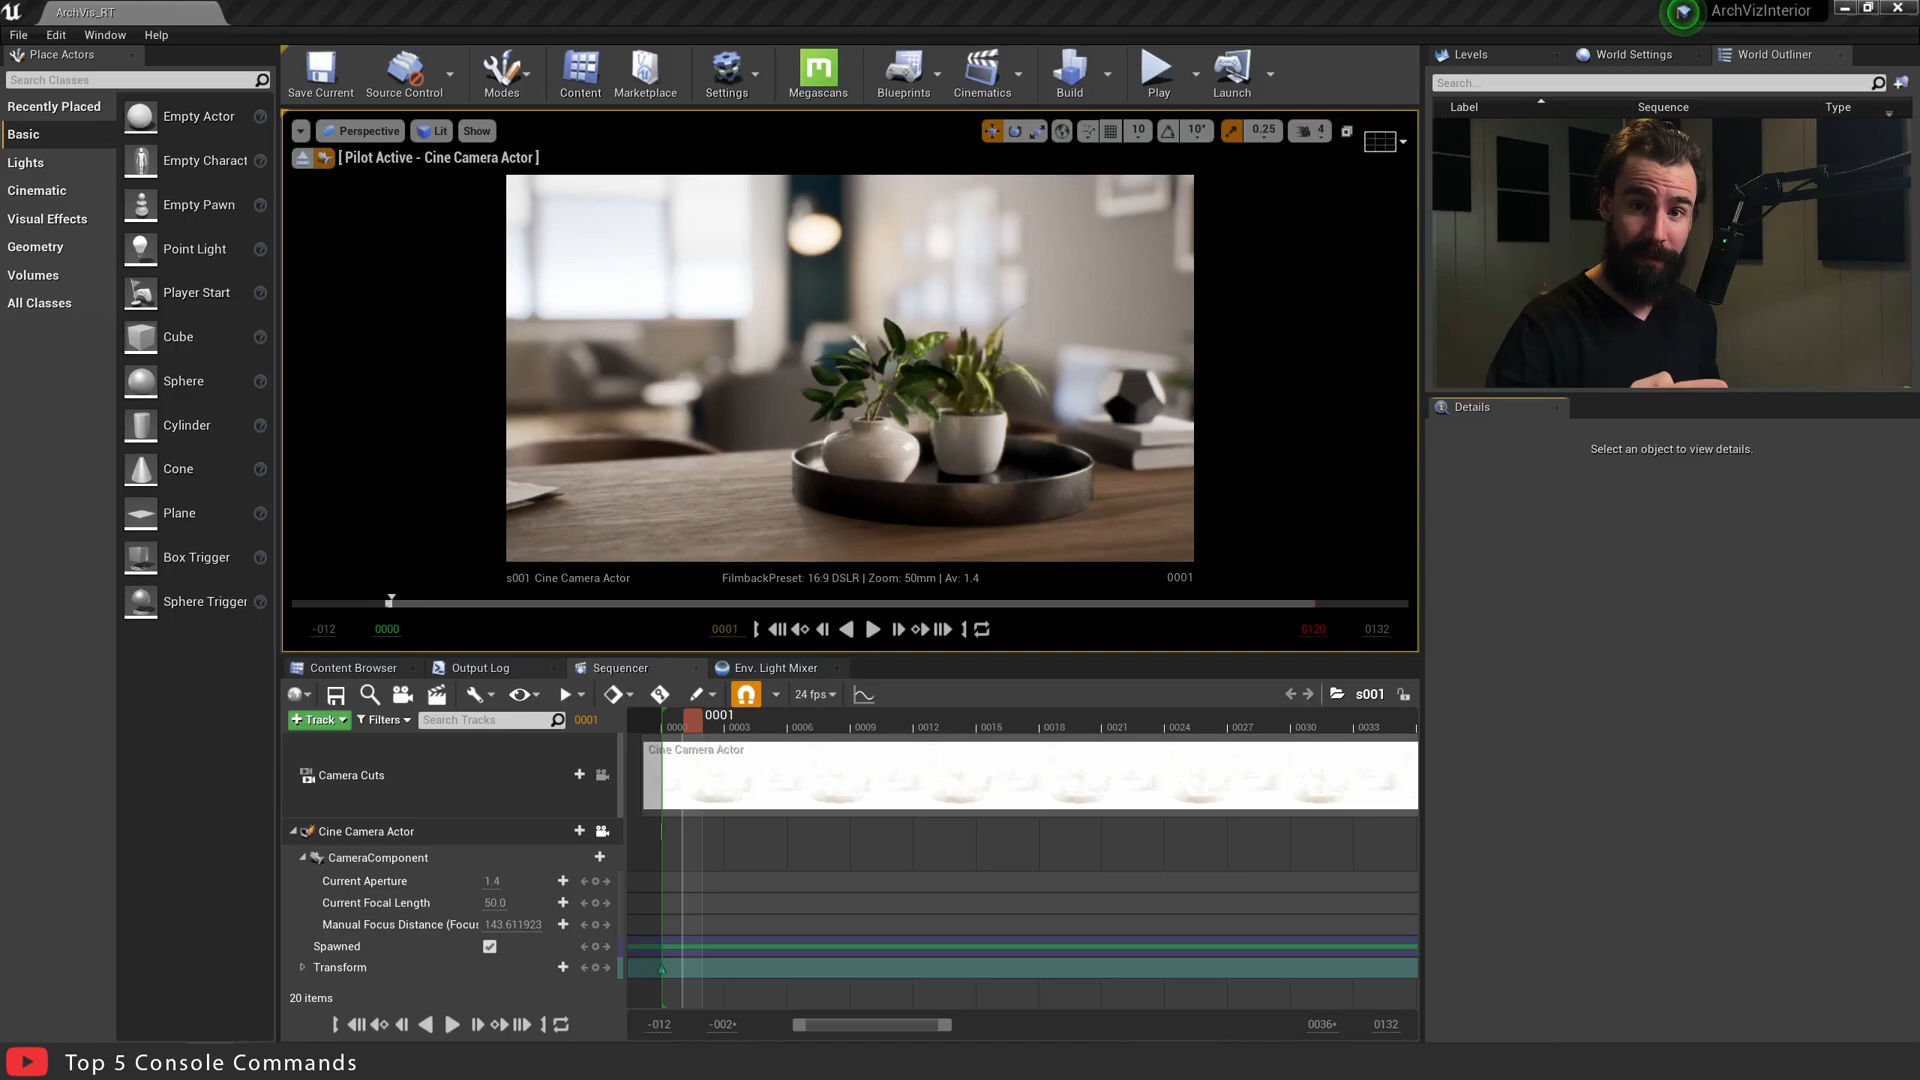 ArchVis_RT
ArchVizInterior
File Edit Window Help
Place Actors
Search Classes
Recently Placed
Basic
Lights
Cinematic
Visual Effects
Geometry
Volumes
All Classes
Empty Actor
Empty Charact
Empty Pawn
Point Light
Player Start
Cube
Sphere
Cylinder
Cone
Plane
Box Trigger
Sphere Trigger
Save Current Source Control Modes Content Marketplace Settings Megascans Blueprints Cinematics Build Play Launch
Perspective Lit Show
10 10° 0.25 4
[ Pilot Active - Cine Camera Actor ]
s001 Cine Camera Actor FilmbackPreset: 16:9 DSLR | Zoom: 50mm | Av: 1.4 0001
-012 0000 0001 0120 0132
Levels World Settings World Outliner
Search...
Label Sequence Type
Details
Select an object to view details.
Content Browser Output Log Sequencer Env. Light Mixer
24 fps s001
Track Filters Search Tracks 0001
0001
0003 0006 0009 0012 0015 0018 0021 0024 0027 0030 0033
Cine Camera Actor
Camera Cuts
Cine Camera Actor
CameraComponent
Current Aperture 1.4
Current Focal Length 50.0
Manual Focus Distance (Focus 143.611923
Spawned
Transform
20 items
-012 -002* 0036* 0132
Top 5 Console Commands